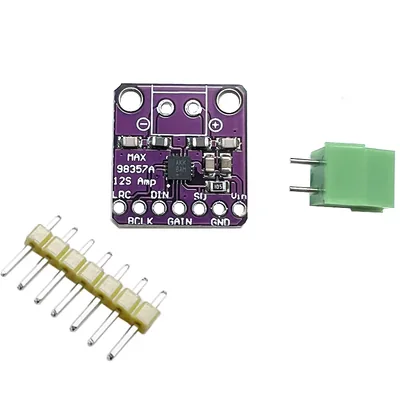 MAX
98357A
I2S Amp
105
LRC DIN SD Vin
BCLK GAIN GND